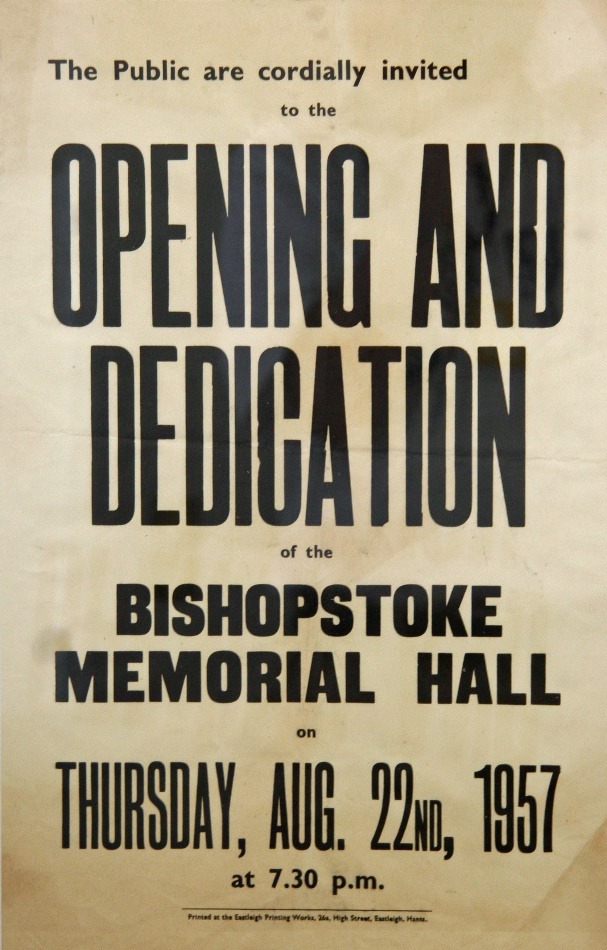 The Public are cordially invited
to the
OPENING AND
DEDICATION
of the
BISHOPSTOKE
MEMORIAL HALL
on
THURSDAY, AUG. 22ND, 1957
at 7.30 p.m.
Printed at the Eastleigh Printing Works, 26a, High Street, Eastleigh, Hants.